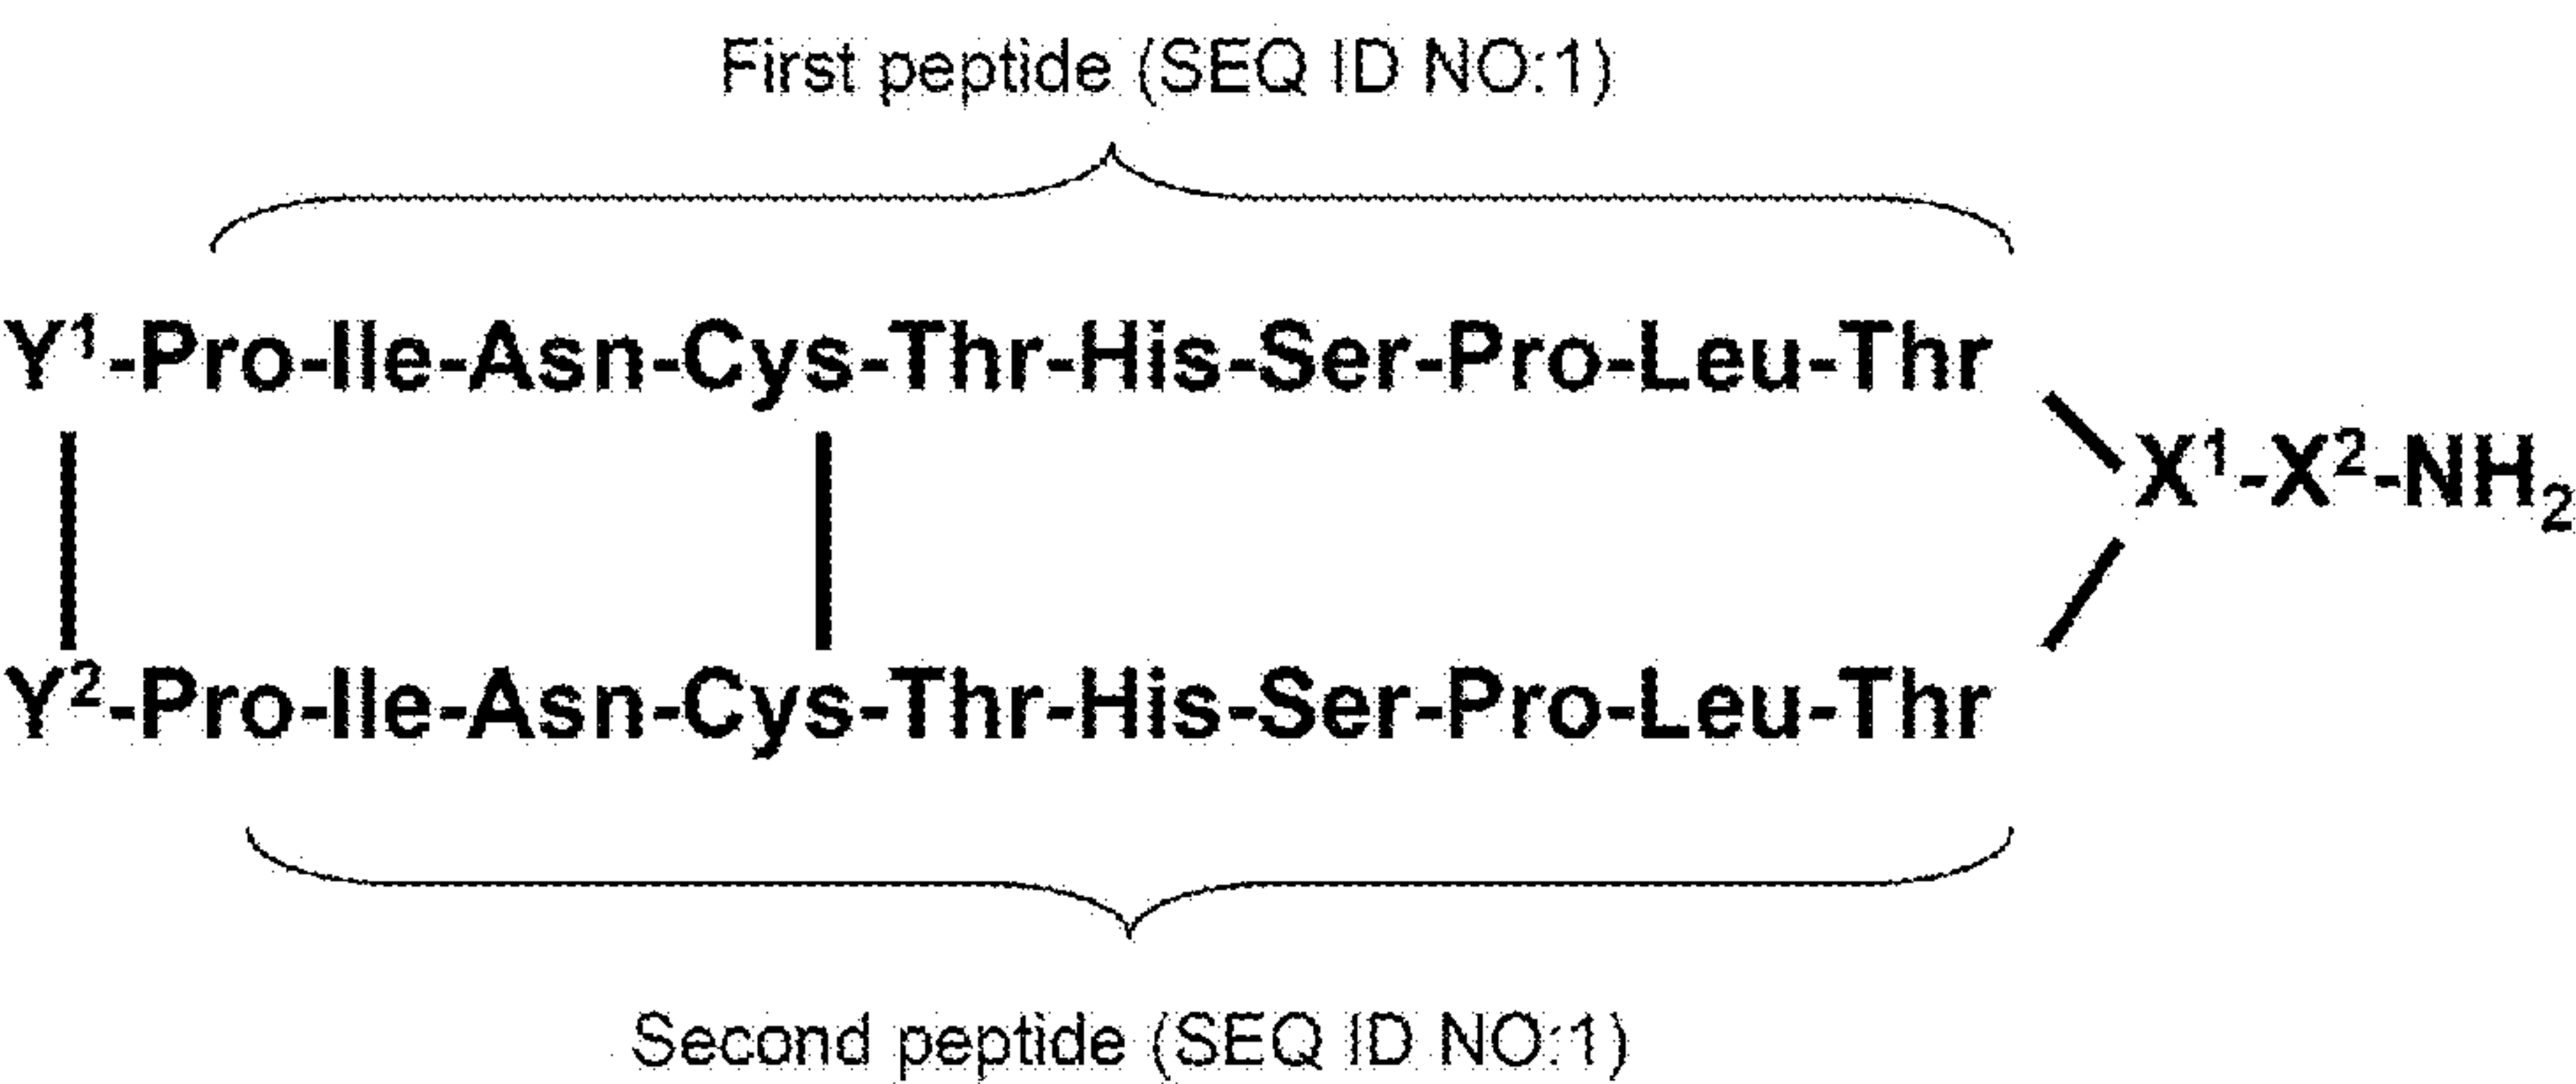 First peptide (SEQ ID NO:1)
Y¹-Pro-Ile-Asn-Cys-Thr-His-Ser-Pro-Leu-Thr
X¹-X²-NH₂
Y²-Pro-Ile-Asn-Cys-Thr-His-Ser-Pro-Leu-Thr
Second peptide (SEQ ID NO:1)